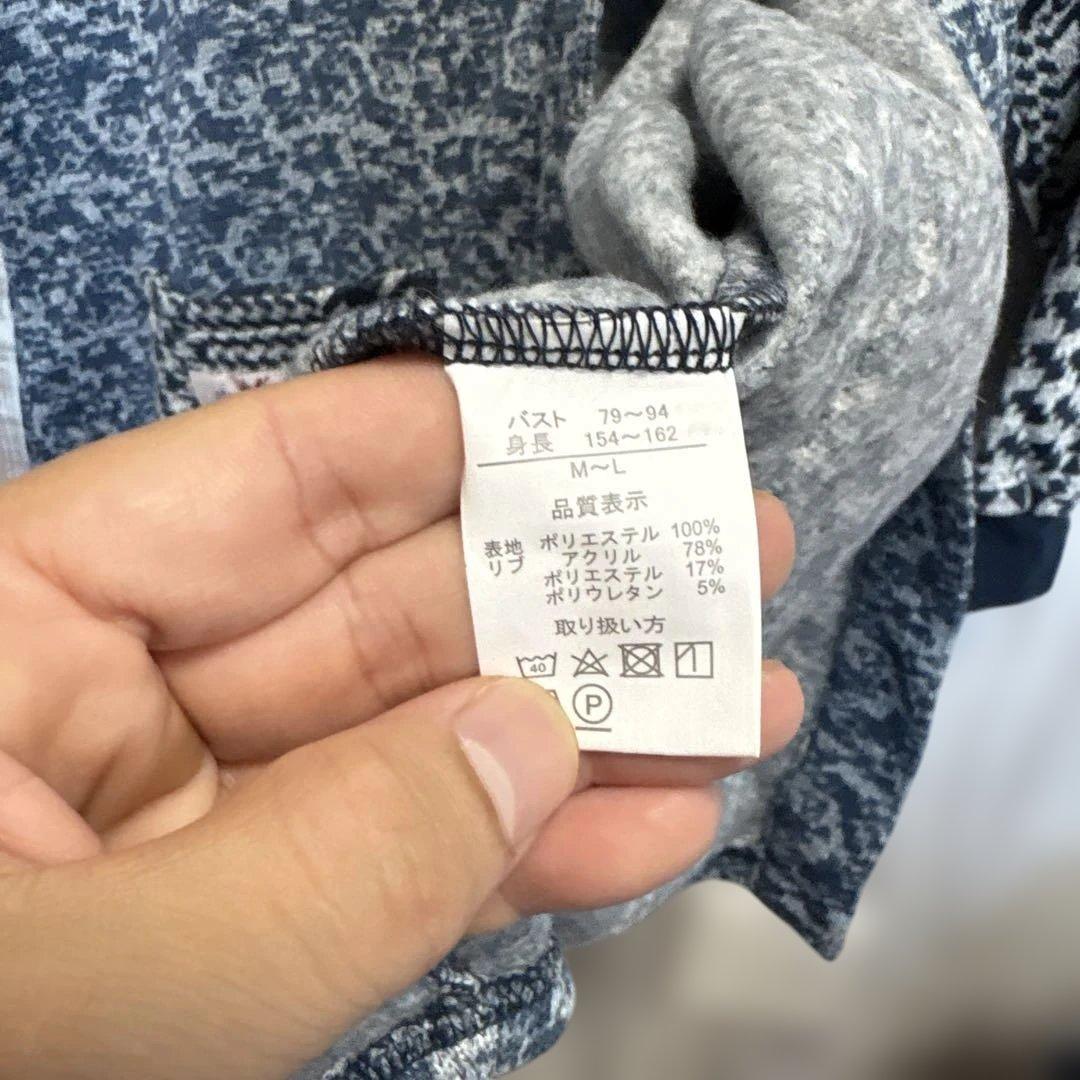 バスト 79～94
身長 154～162
M～L
品質表示
表地 ポリエステル 100%
リブ アクリル 78%
ポリエステル 17%
ポリウレタン 5%
取り扱い方
40
P